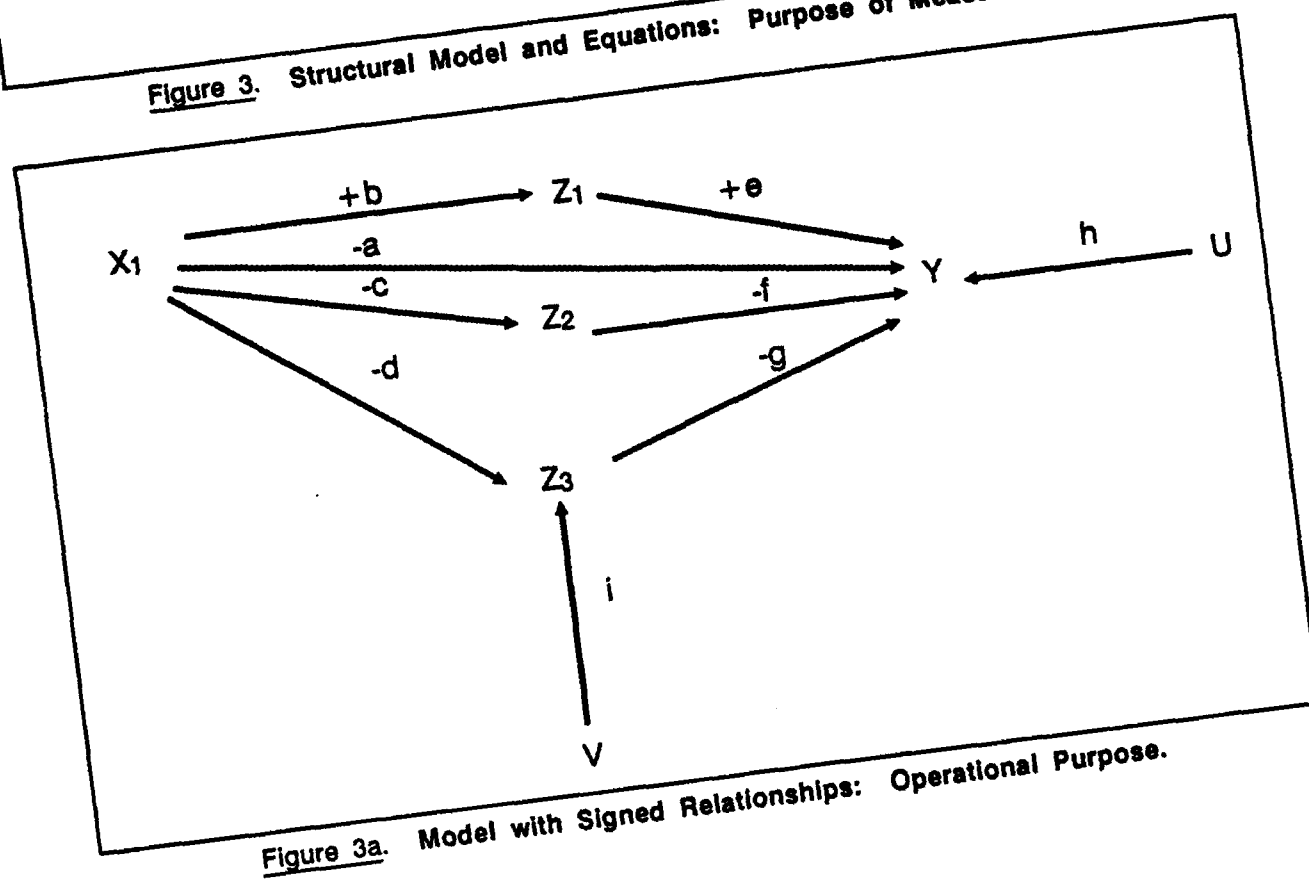 Figure 3. Structural Model and Equations: Purpose of
+b Z1 +e
X1 -a Y h U
-c Z2 -f
-d -g
Z3
i
V
Figure 3a. Model with Signed Relationships: Operational Purpose.